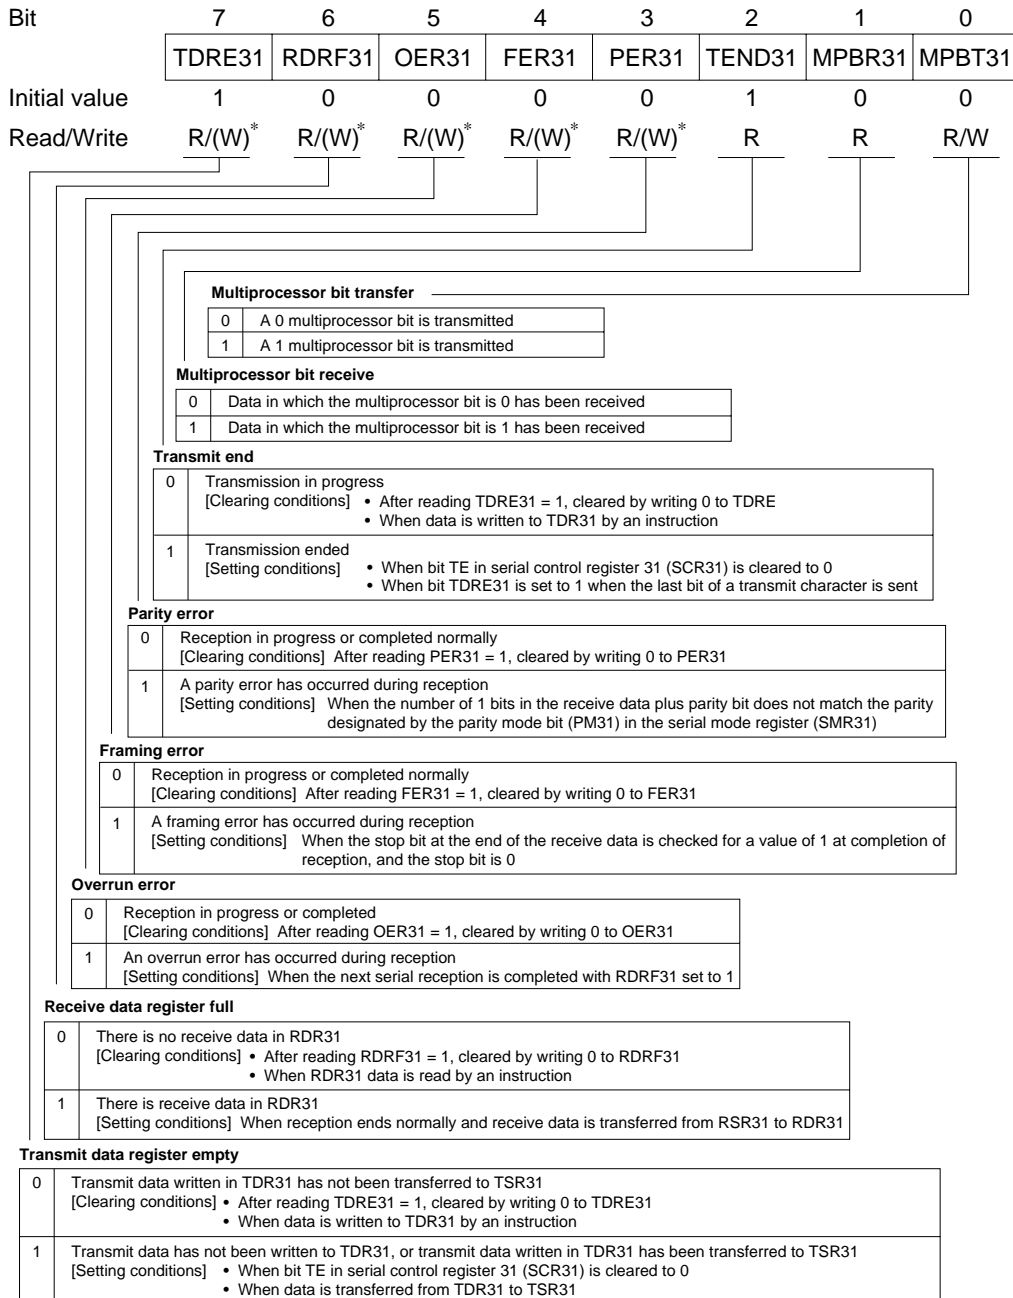 Bit 7 6 5 4 3 2 1 0
TDRE31 RDRF31 OER31 FER31 PER31 TEND31 MPBR31 MPBT31
Initial value 1 0 0 0 0 1 0 0
Read/Write R/(W)* R/(W)* R/(W)* R/(W)* R/(W)* R R R/W
Multiprocessor bit transfer
0 A 0 multiprocessor bit is transmitted
1 A 1 multiprocessor bit is transmitted
Multiprocessor bit receive
0 Data in which the multiprocessor bit is 0 has been received
1 Data in which the multiprocessor bit is 1 has been received
Transmit end
0 Transmission in progress
[Clearing conditions] • After reading TDRE31 = 1, cleared by writing 0 to TDRE
• When data is written to TDR31 by an instruction
1 Transmission ended
[Setting conditions] • When bit TE in serial control register 31 (SCR31) is cleared to 0
• When bit TDRE31 is set to 1 when the last bit of a transmit character is sent
Parity error
0 Reception in progress or completed normally
[Clearing conditions] After reading PER31 = 1, cleared by writing 0 to PER31
1 A parity error has occurred during reception
[Setting conditions] When the number of 1 bits in the receive data plus parity bit does not match the parity
designated by the parity mode bit (PM31) in the serial mode register (SMR31)
Framing error
0 Reception in progress or completed normally
[Clearing conditions] After reading FER31 = 1, cleared by writing 0 to FER31
1 A framing error has occurred during reception
[Setting conditions] When the stop bit at the end of the receive data is checked for a value of 1 at completion of
reception, and the stop bit is 0
Overrun error
0 Reception in progress or completed
[Clearing conditions] After reading OER31 = 1, cleared by writing 0 to OER31
1 An overrun error has occurred during reception
[Setting conditions] When the next serial reception is completed with RDRF31 set to 1
Receive data register full
0 There is no receive data in RDR31
[Clearing conditions] • After reading RDRF31 = 1, cleared by writing 0 to RDRF31
• When RDR31 data is read by an instruction
1 There is receive data in RDR31
[Setting conditions] When reception ends normally and receive data is transferred from RSR31 to RDR31
Transmit data register empty
0 Transmit data written in TDR31 has not been transferred to TSR31
[Clearing conditions] • After reading TDRE31 = 1, cleared by writing 0 to TDRE31
• When data is written to TDR31 by an instruction
1 Transmit data has not been written to TDR31, or transmit data written in TDR31 has been transferred to TSR31
[Setting conditions] • When bit TE in serial control register 31 (SCR31) is cleared to 0
• When data is transferred from TDR31 to TSR31